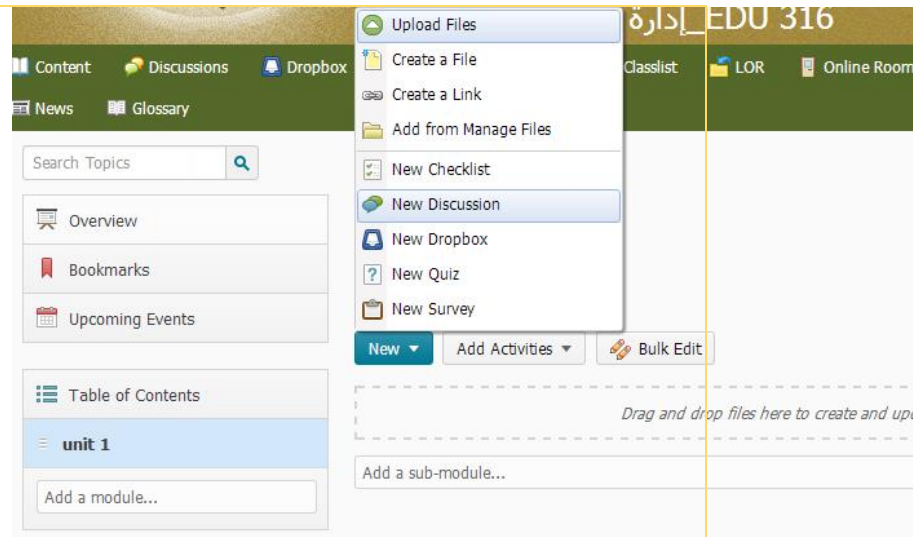 إدارة_EDU 316
Content Discussions Dropbox Classlist LOR Online Room
News Glossary
Upload Files
Create a File
Create a Link
Add from Manage Files
New Checklist
New Discussion
New Dropbox
New Quiz
New Survey
Search Topics
Overview
Bookmarks
Upcoming Events
Table of Contents
unit 1
Add a module...
New Add Activities Bulk Edit
Drag and drop files here to create and upd
Add a sub-module...